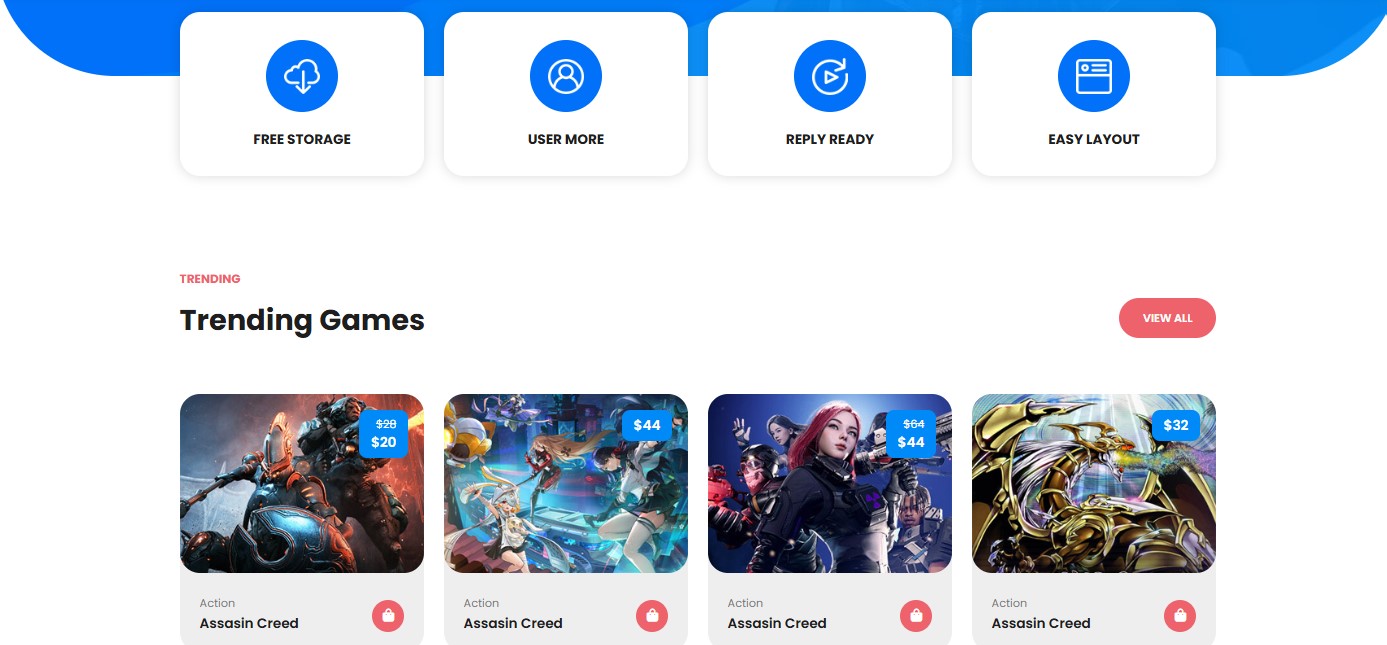 FREE STORAGE
USER MORE
REPLY READY
EASY LAYOUT
TRENDING
Trending Games
VIEW ALL
$28
$20
$44
$64
$44
$32
Action
Assasin Creed
Action
Assasin Creed
Action
Assasin Creed
Action
Assasin Creed